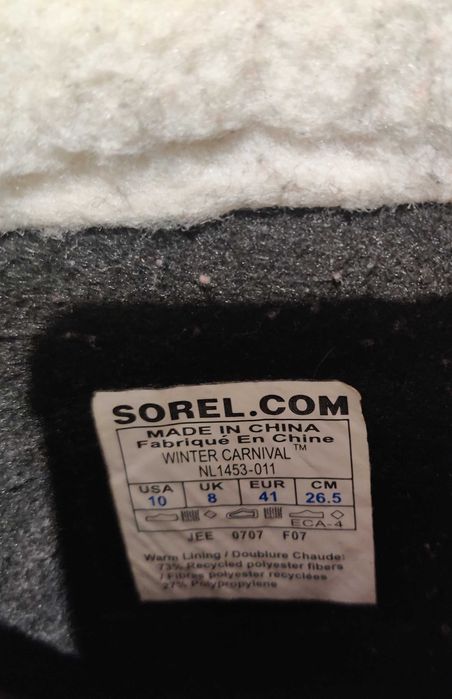 SOREL.COM
MADE IN CHINA
Fabriqué En Chine
WINTER CARNIVAL™
NL1453-011
USA UK EUR CM
10 8 41 26.5
ECA-4
JEE 0707 F07
Warm Lining / Doublure Chaude:
73% Recycled polyester fibers
/ Fibres polyester recyclées
27% Polypropylene